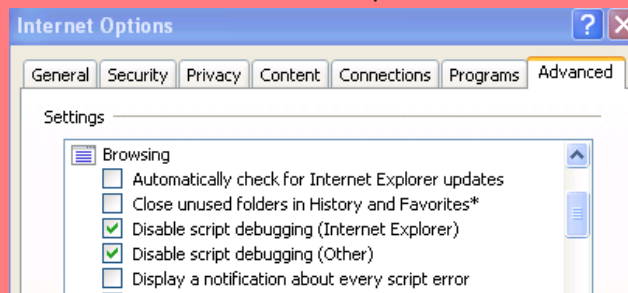 Internet Options
General Security Privacy Content Connections Programs Advanced
Settings
Browsing
Automatically check for Internet Explorer updates
Close unused folders in History and Favorites*
Disable script debugging (Internet Explorer)
Disable script debugging (Other)
Display a notification about every script error